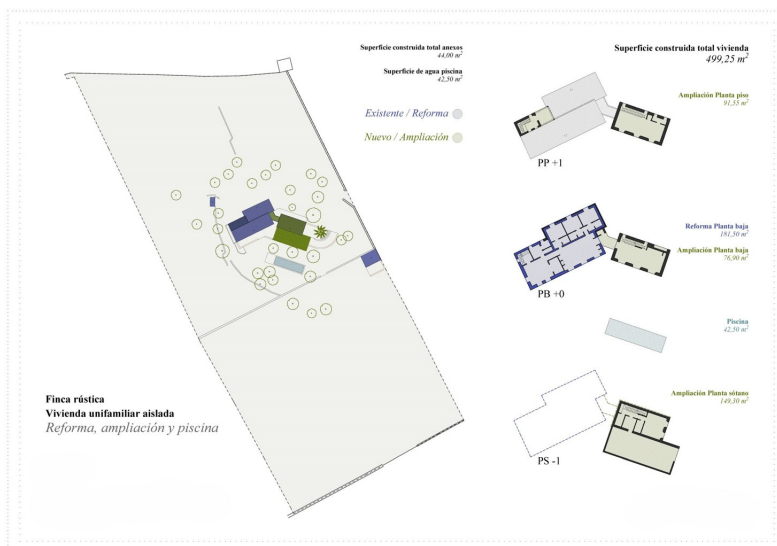 Superficie construida total anexos
44,00 m²
Superficie de agua piscina
42,50 m²
Existente / Reforma
Nuevo / Ampliación
Superficie construida total vivienda
499,25 m²
Ampliación Planta piso
91,55 m²
PP +1
Reforma Planta baja
181,50 m²
Ampliación Planta baja
76,90 m²
PB +0
Piscina
42,50 m²
Ampliación Planta sótano
149,30 m²
PS -1
Finca rústica
Vivienda unifamiliar aislada
Reforma, ampliación y piscina